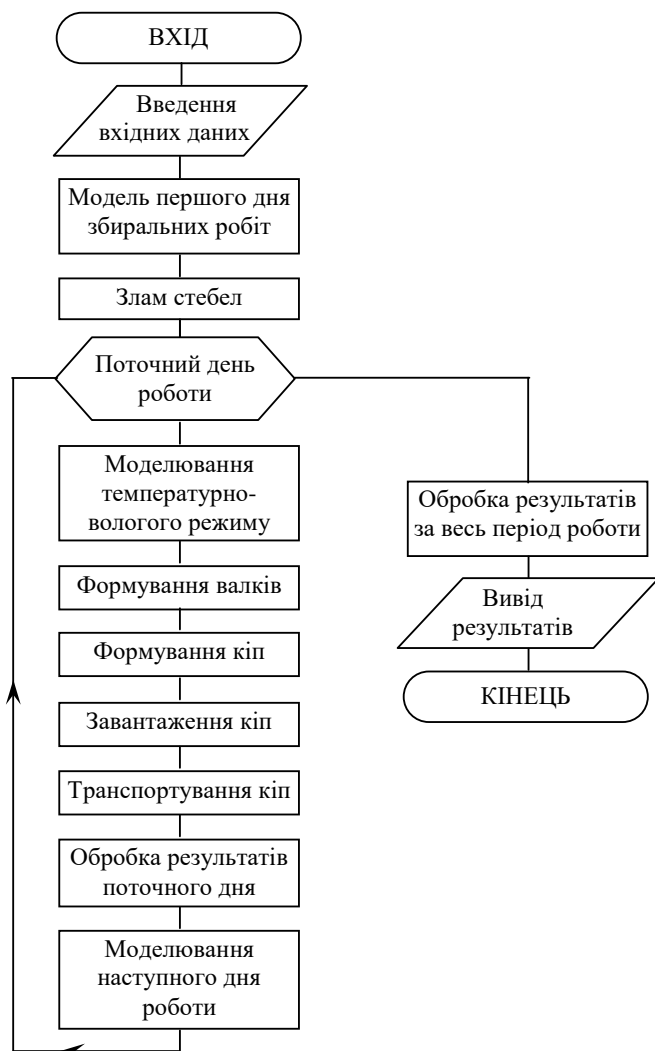 ВХІД
Введення
вхідних даних
Модель першого дня
збиральних робіт
Злам стебел
Поточний день
роботи
Моделювання
температурно-
вологого режиму
Формування валків
Формування кіп
Завантаження кіп
Транспортування кіп
Обробка результатів
поточного дня
Моделювання
наступного дня
роботи
Обробка результатів
за весь період роботи
Вивід
результатів
КІНЕЦЬ